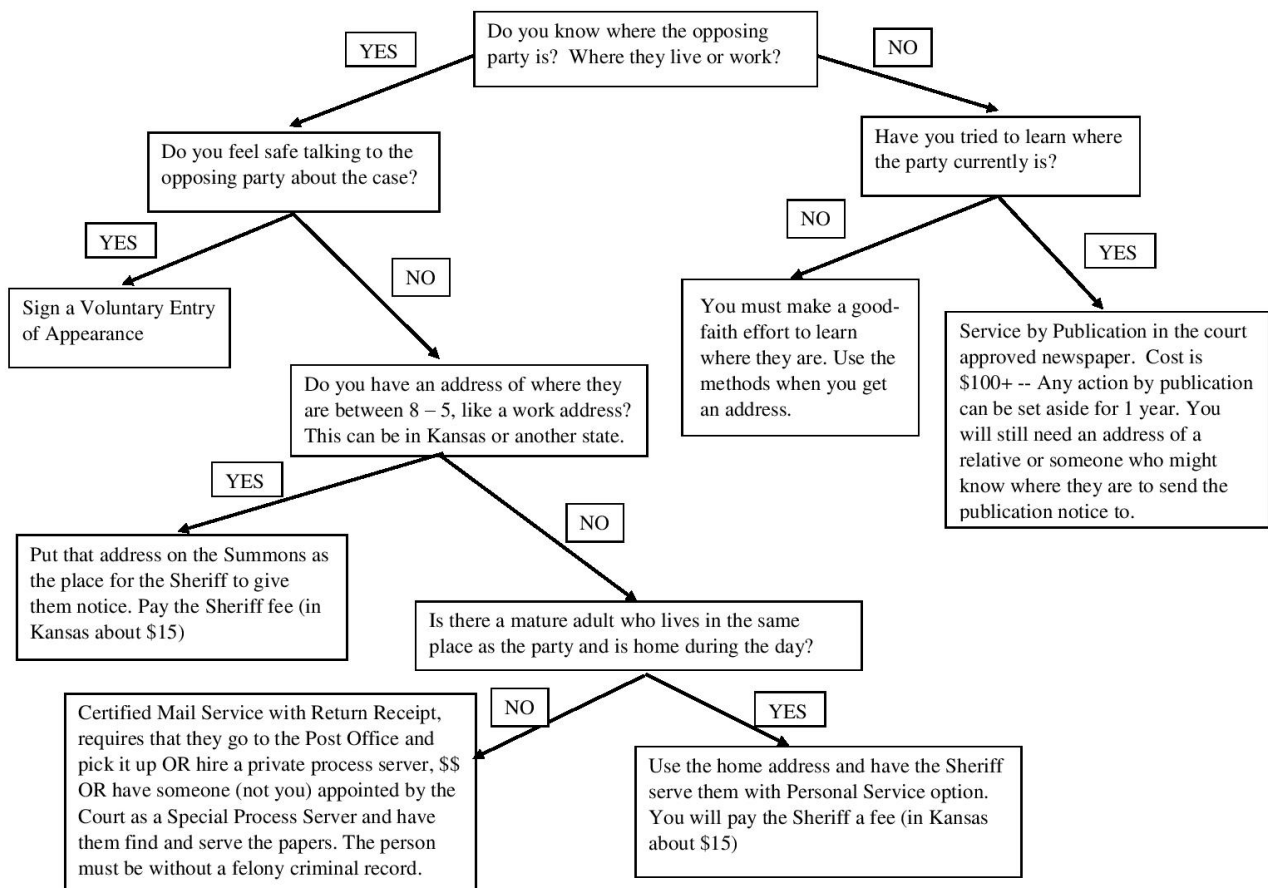 Do you know where the opposing
party is?  Where they live or work?
YES
NO
Do you feel safe talking to the
opposing party about the case?
Have you tried to learn where
the party currently is?
YES
NO
NO
YES
Sign a Voluntary Entry
of Appearance
You must make a good-
faith effort to learn
where they are. Use the
methods when you get
an address.
Service by Publication in the court
approved newspaper.  Cost is
$100+ -- Any action by publication
can be set aside for 1 year. You
will still need an address of a
relative or someone who might
know where they are to send the
publication notice to.
Do you have an address of where they
are between 8 – 5, like a work address?
This can be in Kansas or another state.
YES
NO
Put that address on the Summons as
the place for the Sheriff to give
them notice. Pay the Sheriff fee (in
Kansas about $15)
Is there a mature adult who lives in the same
place as the party and is home during the day?
NO
YES
Certified Mail Service with Return Receipt,
requires that they go to the Post Office and
pick it up OR hire a private process server, $$
OR have someone (not you) appointed by the
Court as a Special Process Server and have
them find and serve the papers. The person
must be without a felony criminal record.
Use the home address and have the Sheriff
serve them with Personal Service option.
You will pay the Sheriff a fee (in Kansas
about $15)